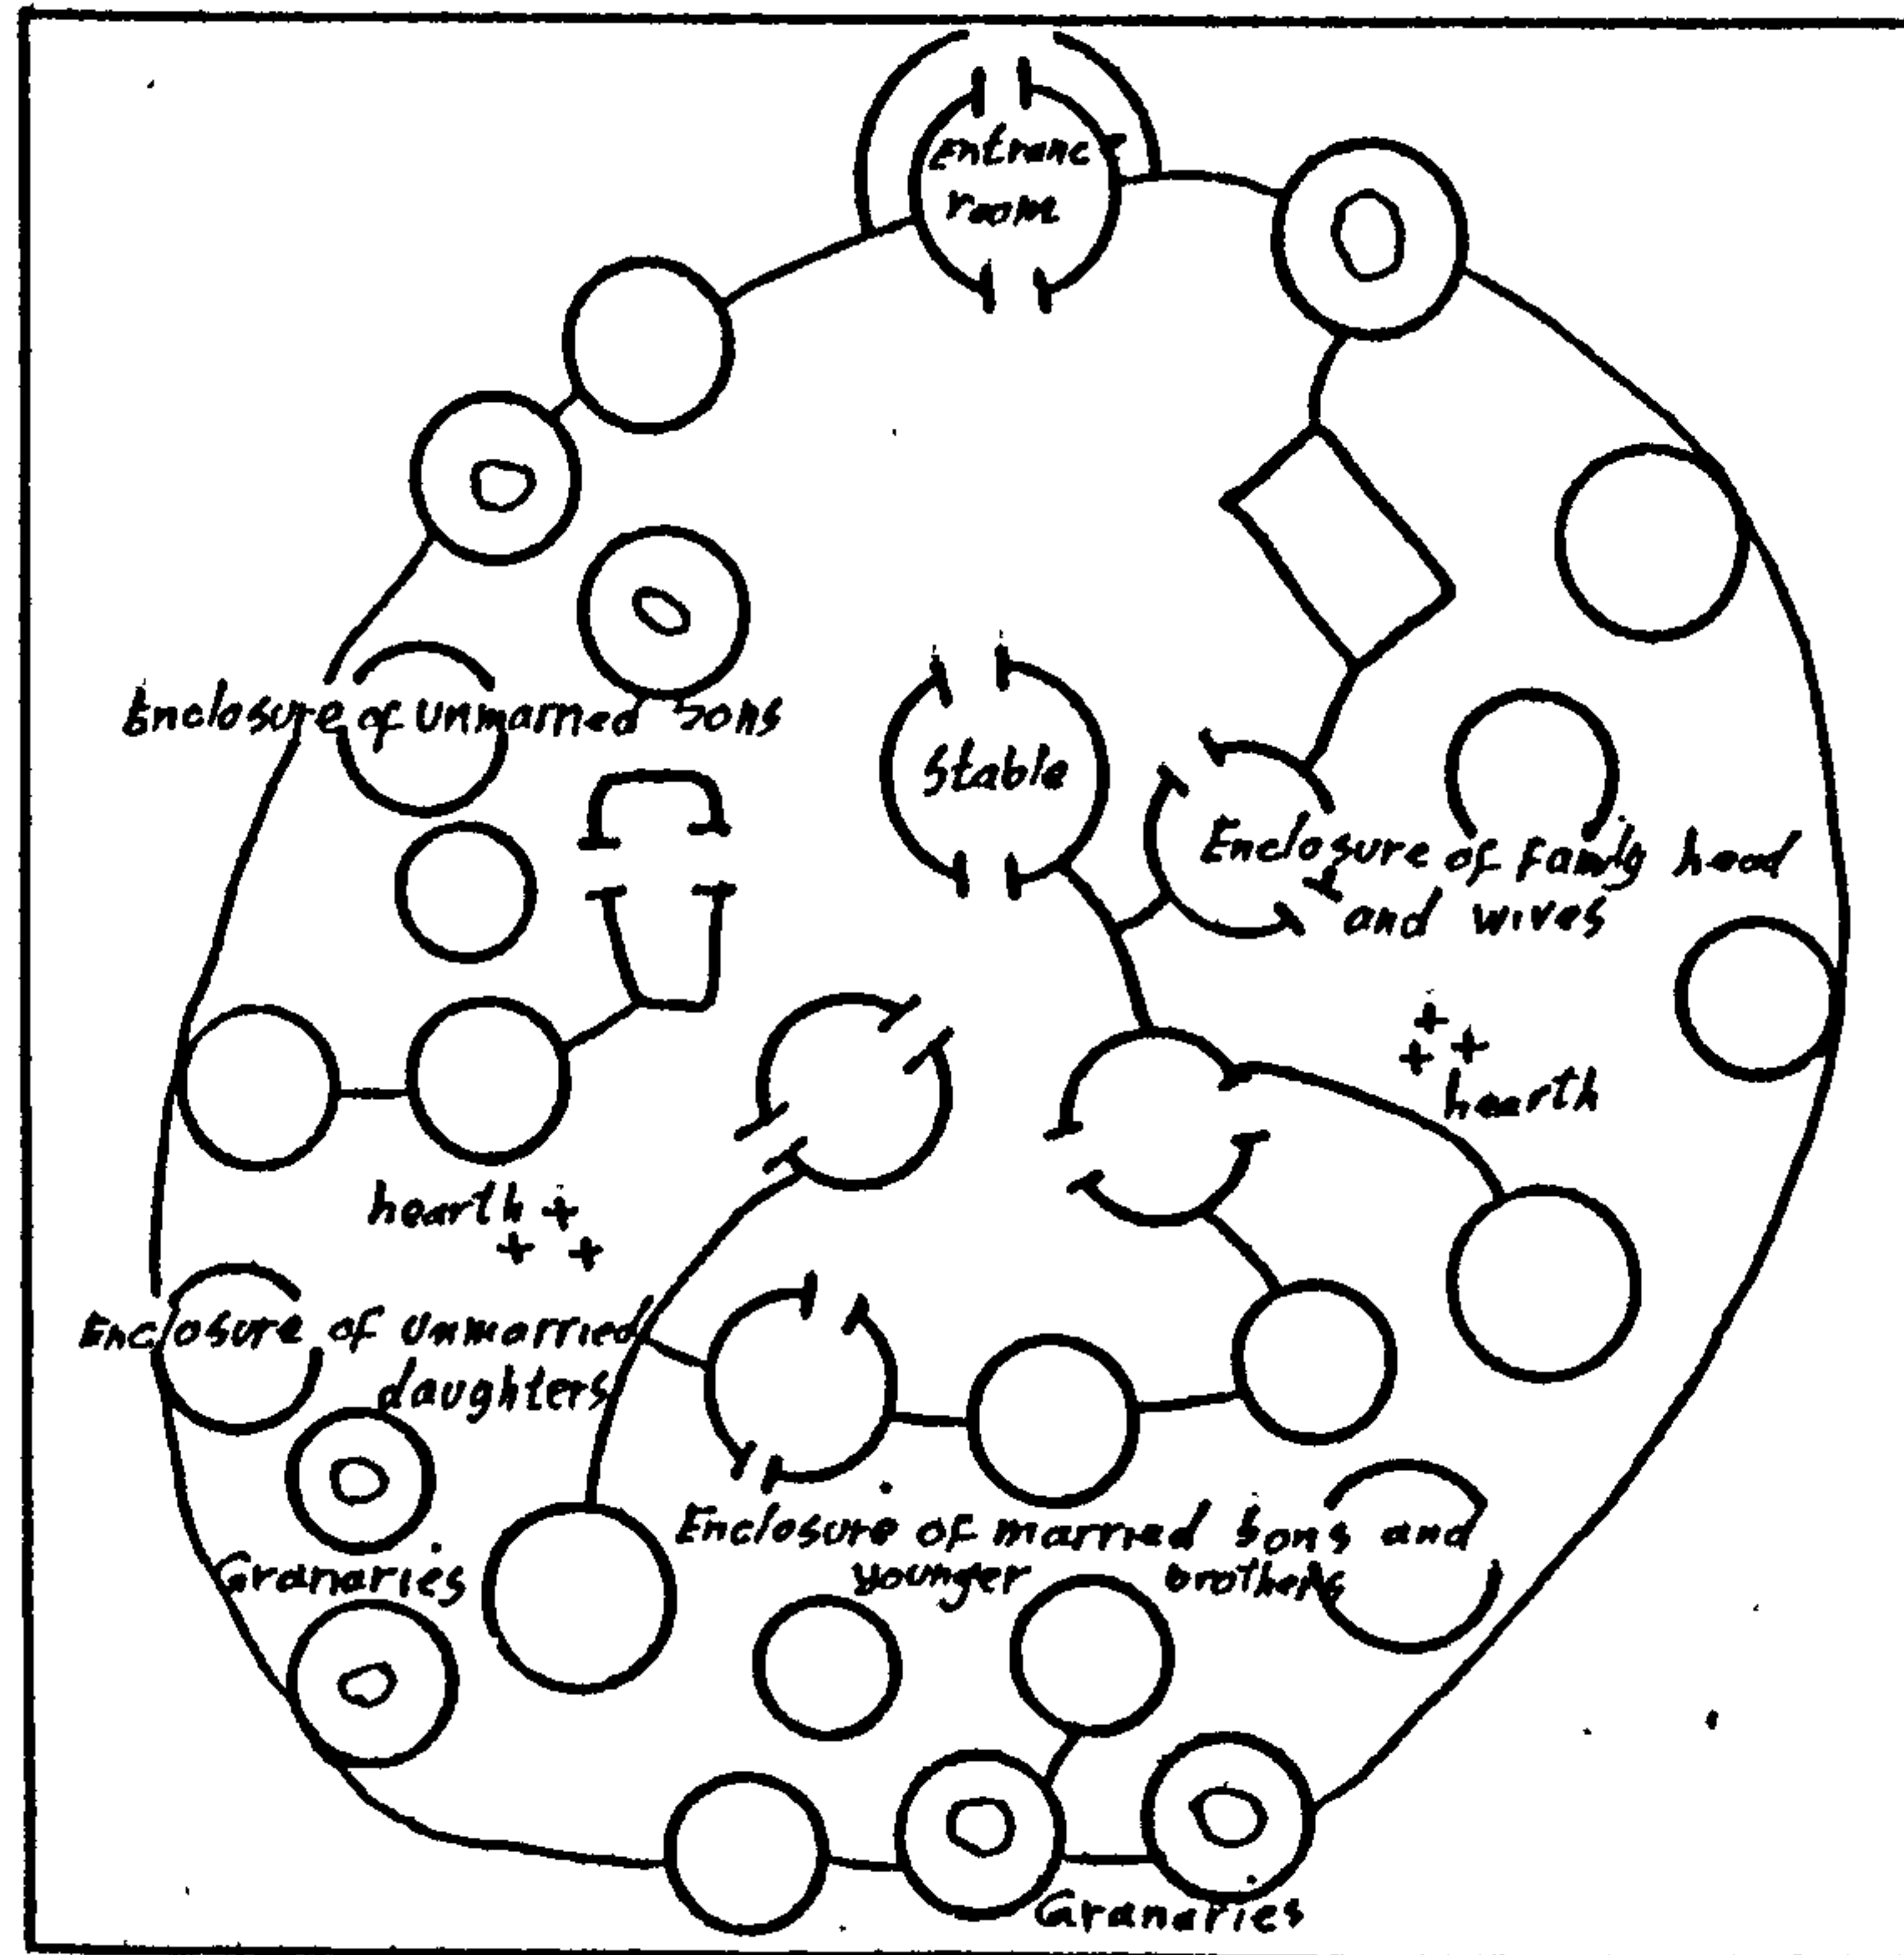 entranc
room
Enclosure of unmarried sons
Stable
Enclosure of family head
and wives
hearth
hearth
Enclosure of unmarried
daughters
Granaries
Enclosure of married sons and
younger brothers
Granaries